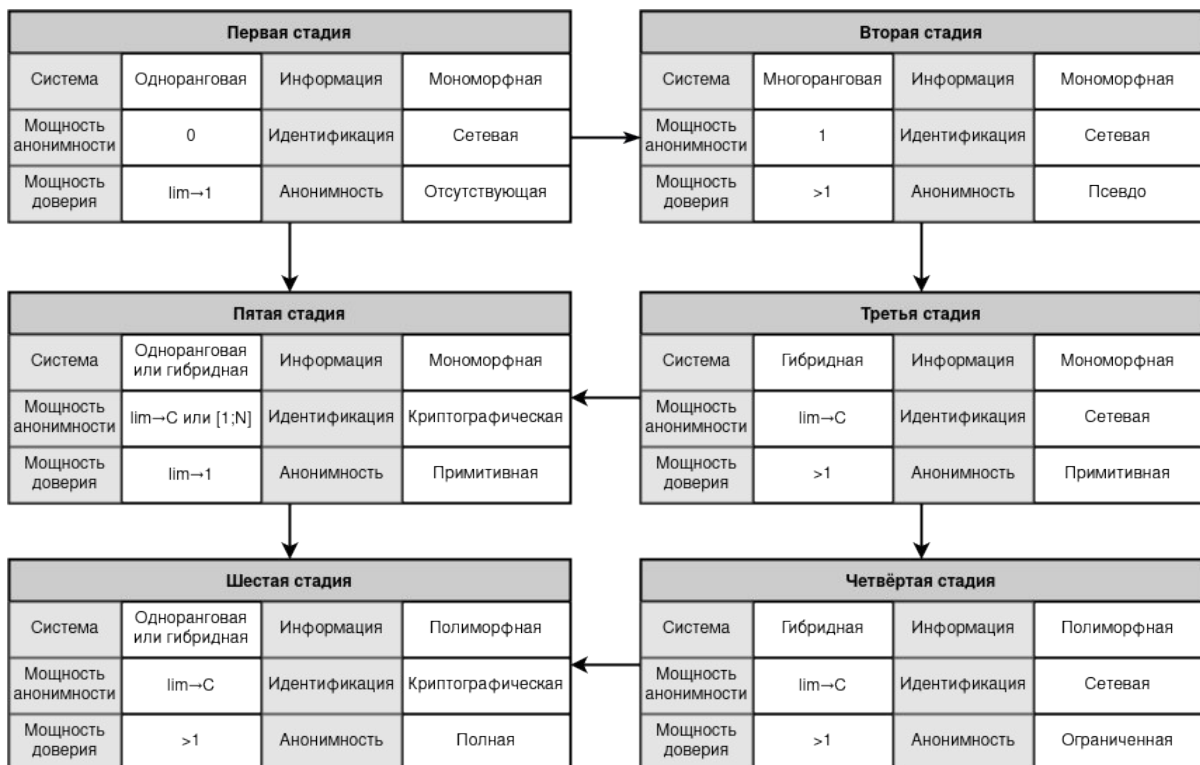 Первая стадия
Система Одноранговая Информация Мономорфная
Мощность анонимности 0 Идентификация Сетевая
Мощность доверия lim→1 Анонимность Отсутствующая
Вторая стадия
Система Многоранговая Информация Мономорфная
Мощность анонимности 1 Идентификация Сетевая
Мощность доверия >1 Анонимность Псевдо
Пятая стадия
Система Одноранговая или гибридная Информация Мономорфная
Мощность анонимности lim→C или [1;N] Идентификация Криптографическая
Мощность доверия lim→1 Анонимность Примитивная
Третья стадия
Система Гибридная Информация Мономорфная
Мощность анонимности lim→C Идентификация Сетевая
Мощность доверия >1 Анонимность Примитивная
Шестая стадия
Система Одноранговая или гибридная Информация Полиморфная
Мощность анонимности lim→C Идентификация Криптографическая
Мощность доверия >1 Анонимность Полная
Четвёртая стадия
Система Гибридная Информация Полиморфная
Мощность анонимности lim→C Идентификация Сетевая
Мощность доверия >1 Анонимность Ограниченная